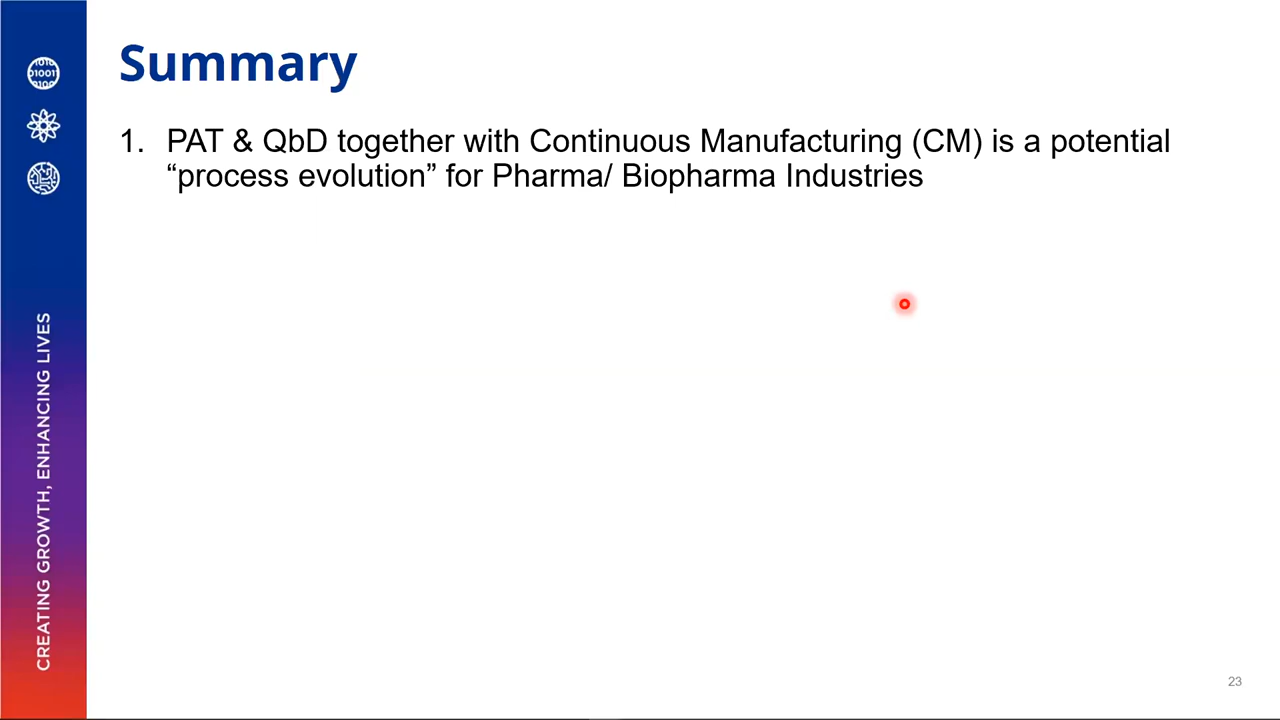 Summary
1. PAT & QbD together with Continuous Manufacturing (CM) is a potential
“process evolution” for Pharma/ Biopharma Industries
CREATING GROWTH, ENHANCING LIVES
23